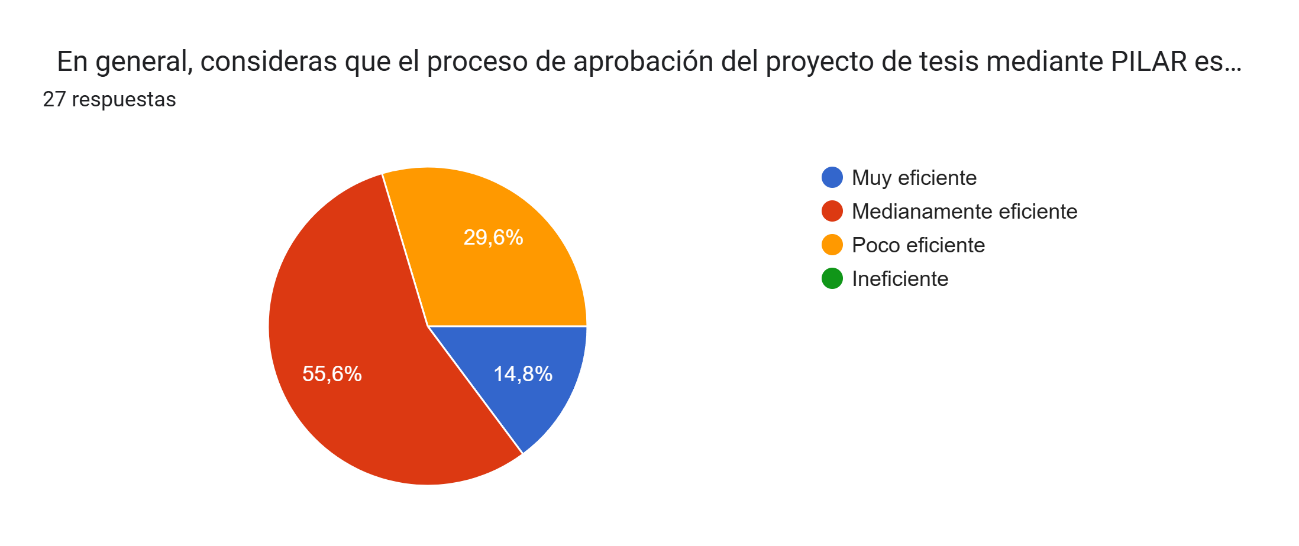 En general, consideras que el proceso de aprobación del proyecto de tesis mediante PILAR es...
27 respuestas
Muy eficiente
Medianamente eficiente
Poco eficiente
Ineficiente
29,6%
55,6%
14,8%